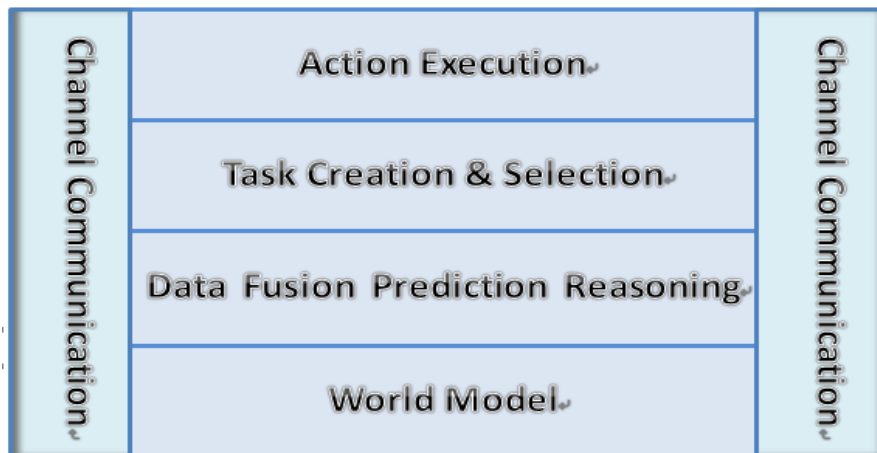 Channel Communication
Action Execution
Task Creation & Selection
Data Fusion Prediction Reasoning
World Model
Channel Communication